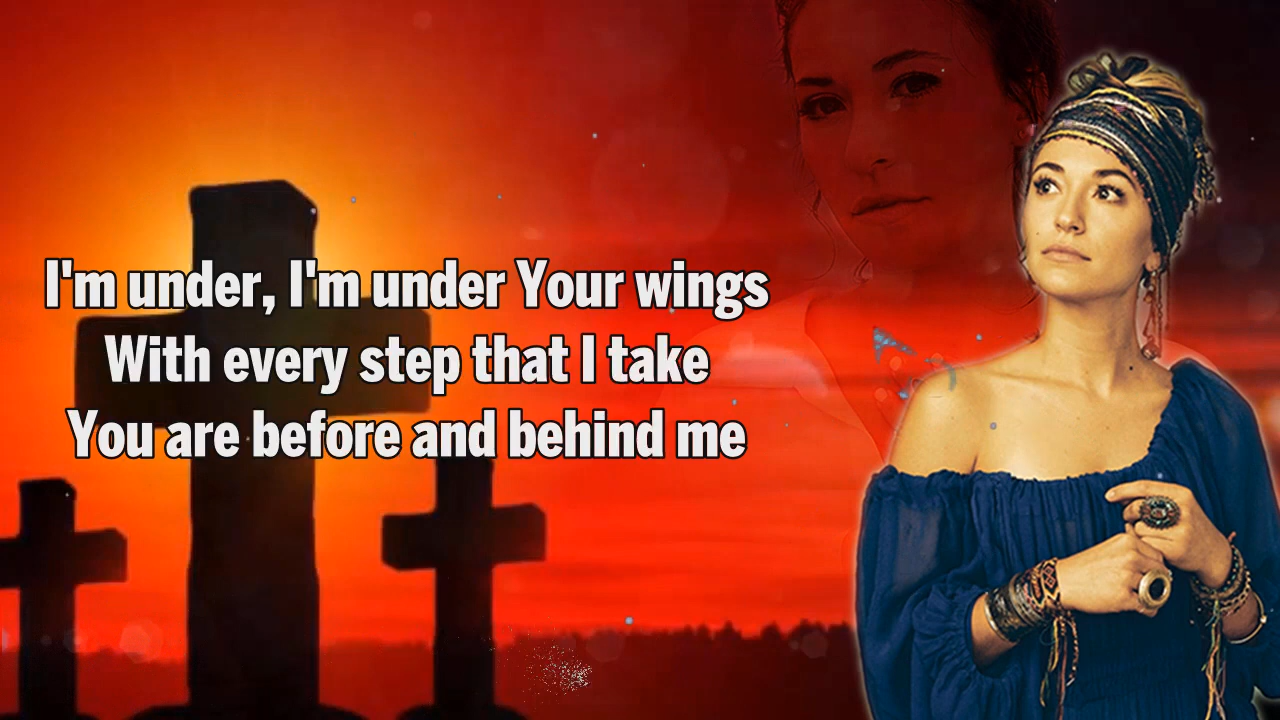 I'm under, I'm under Your wings
With every step that I take
You are before and behind me